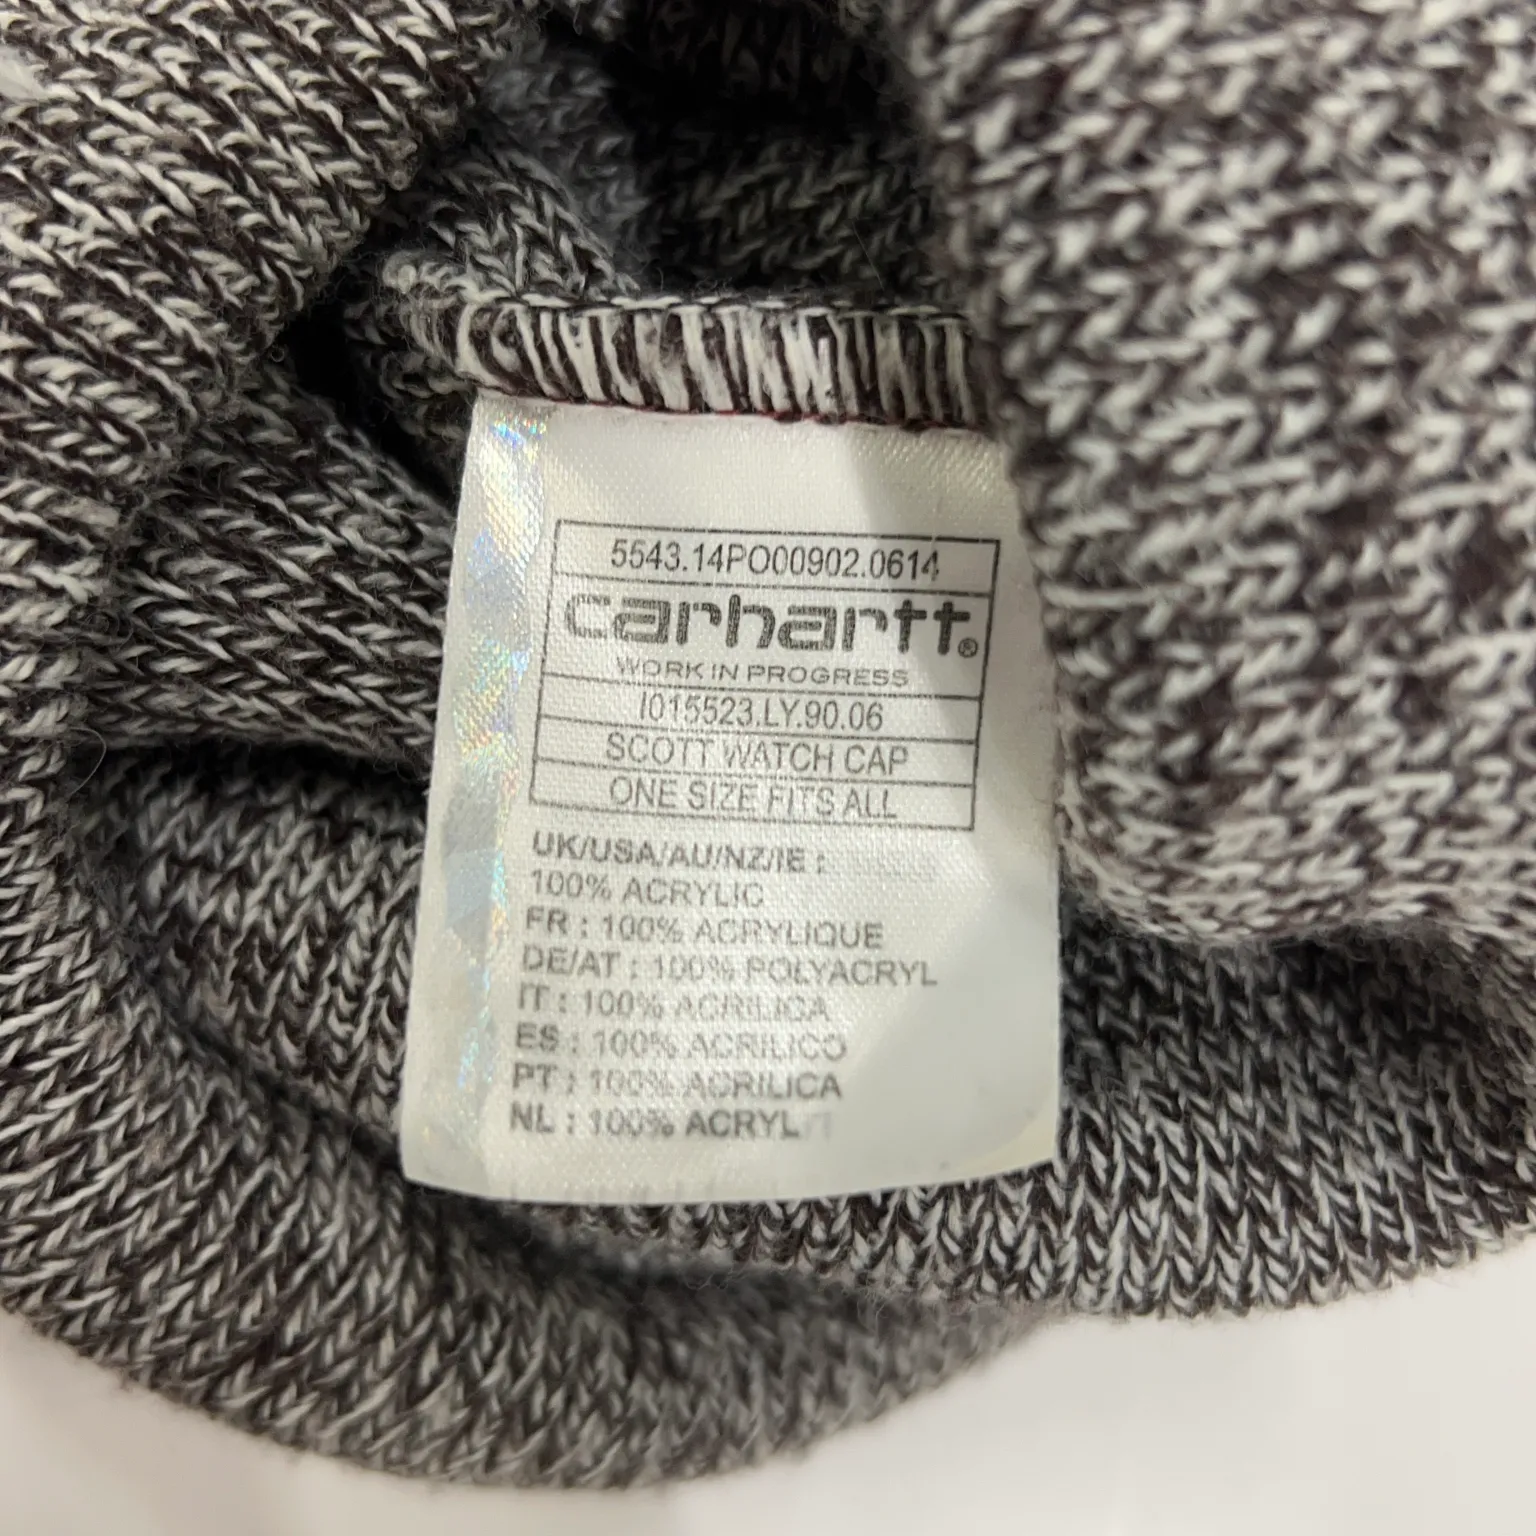 5543.14PO00902.0614
carhartt®
WORK IN PROGRESS
I015523.LY.90.06
SCOTT WATCH CAP
ONE SIZE FITS ALL
UK/USA/AU/NZ/IE :
100% ACRYLIC
FR : 100% ACRYLIQUE
DE/AT : 100% POLYACRYL
IT : 100% ACRILICA
ES : 100% ACRILICO
PT : 100% ACRILICA
NL : 100% ACRYL